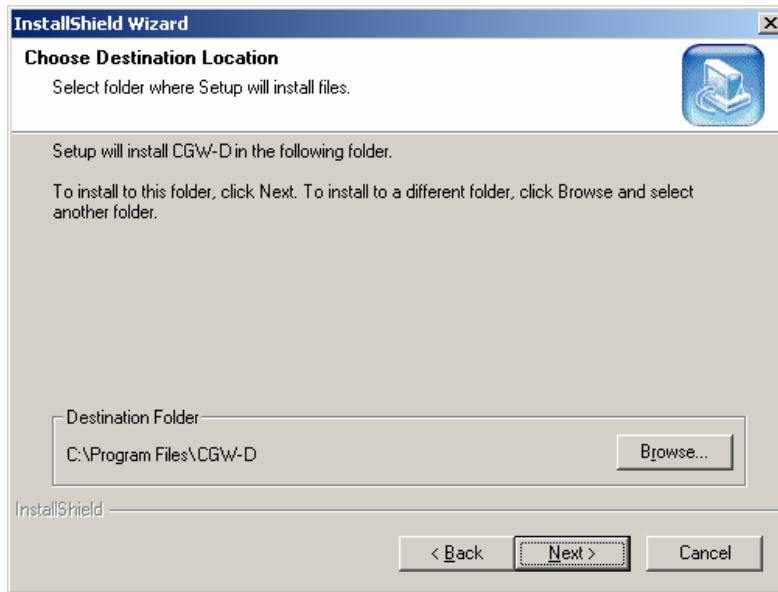 InstallShield Wizard
Choose Destination Location
Select folder where Setup will install files.
Setup will install CGW-D in the following folder.
To install to this folder, click Next. To install to a different folder, click Browse and select
another folder.
Destination Folder
C:\Program Files\CGW-D
Browse...
InstallShield
< Back
Next >
Cancel